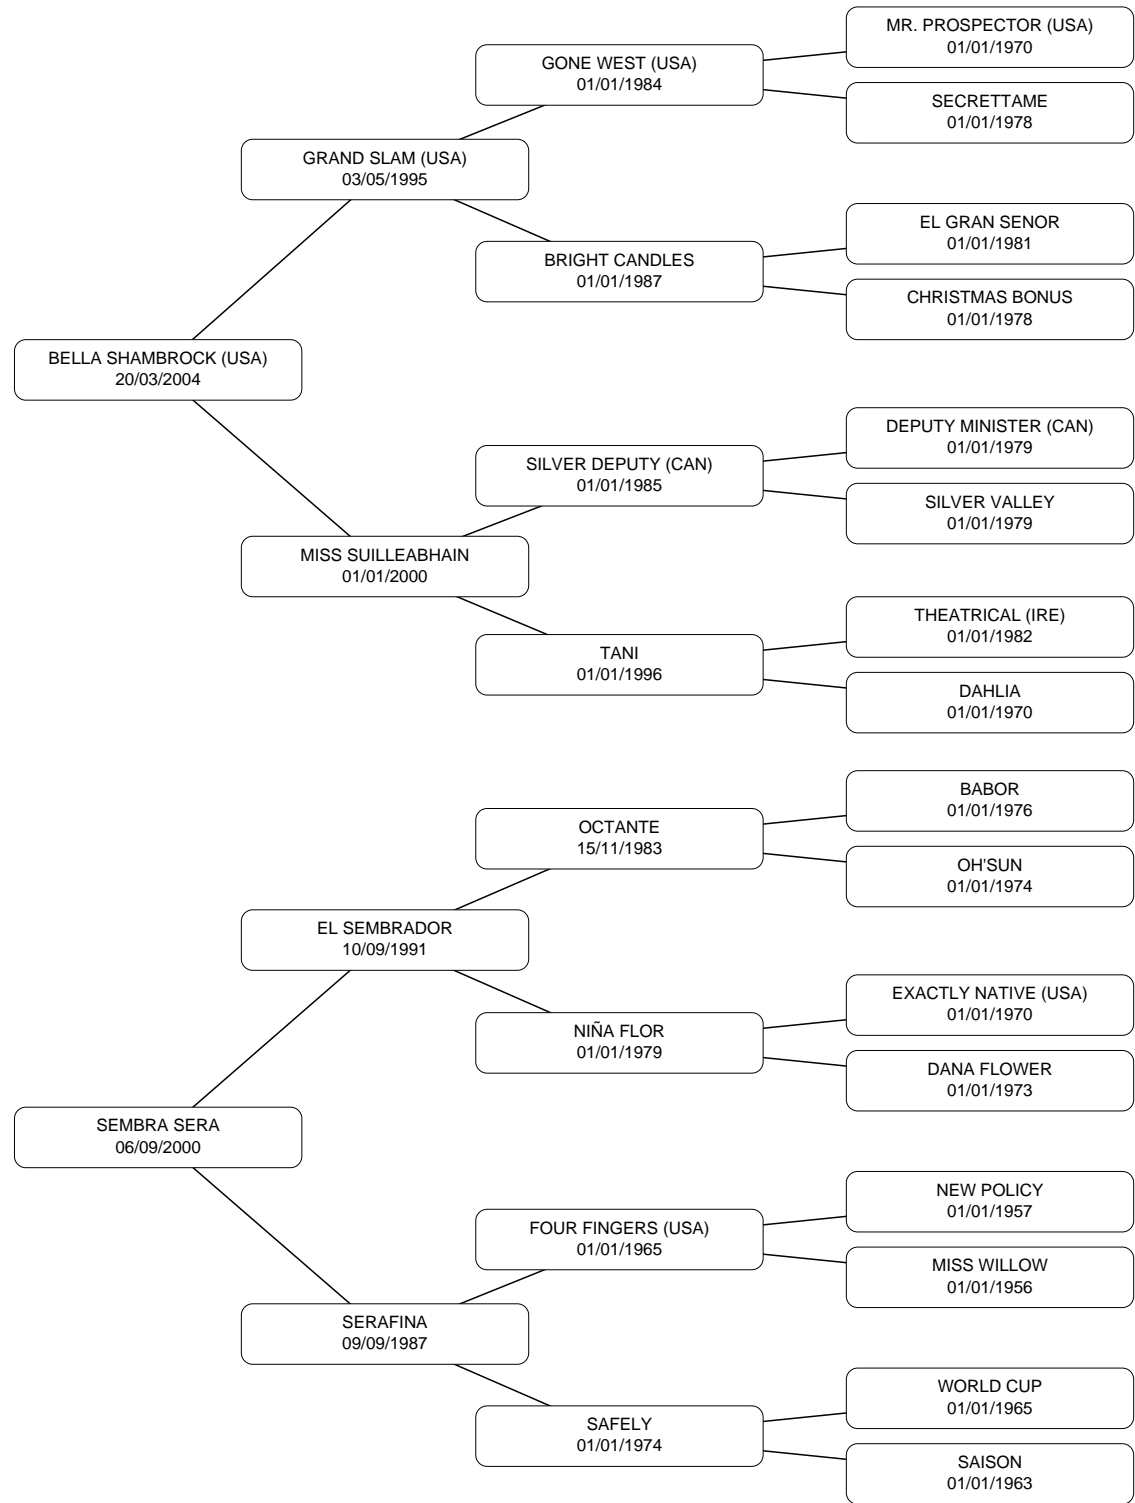 MR. PROSPECTOR (USA)
01/01/1970
GONE WEST (USA)
01/01/1984
SECRETTAME
01/01/1978
GRAND SLAM (USA)
03/05/1995
EL GRAN SENOR
01/01/1981
BRIGHT CANDLES
01/01/1987
CHRISTMAS BONUS
01/01/1978
BELLA SHAMBROCK (USA)
20/03/2004
DEPUTY MINISTER (CAN)
01/01/1979
SILVER DEPUTY (CAN)
01/01/1985
SILVER VALLEY
01/01/1979
MISS SUILLEABHAIN
01/01/2000
THEATRICAL (IRE)
01/01/1982
TANI
01/01/1996
DAHLIA
01/01/1970
BABOR
01/01/1976
OCTANTE
15/11/1983
OH'SUN
01/01/1974
EL SEMBRADOR
10/09/1991
EXACTLY NATIVE (USA)
01/01/1970
NIÑA FLOR
01/01/1979
DANA FLOWER
01/01/1973
SEMBRA SERA
06/09/2000
NEW POLICY
01/01/1957
FOUR FINGERS (USA)
01/01/1965
MISS WILLOW
01/01/1956
SERAFINA
09/09/1987
WORLD CUP
01/01/1965
SAFELY
01/01/1974
SAISON
01/01/1963